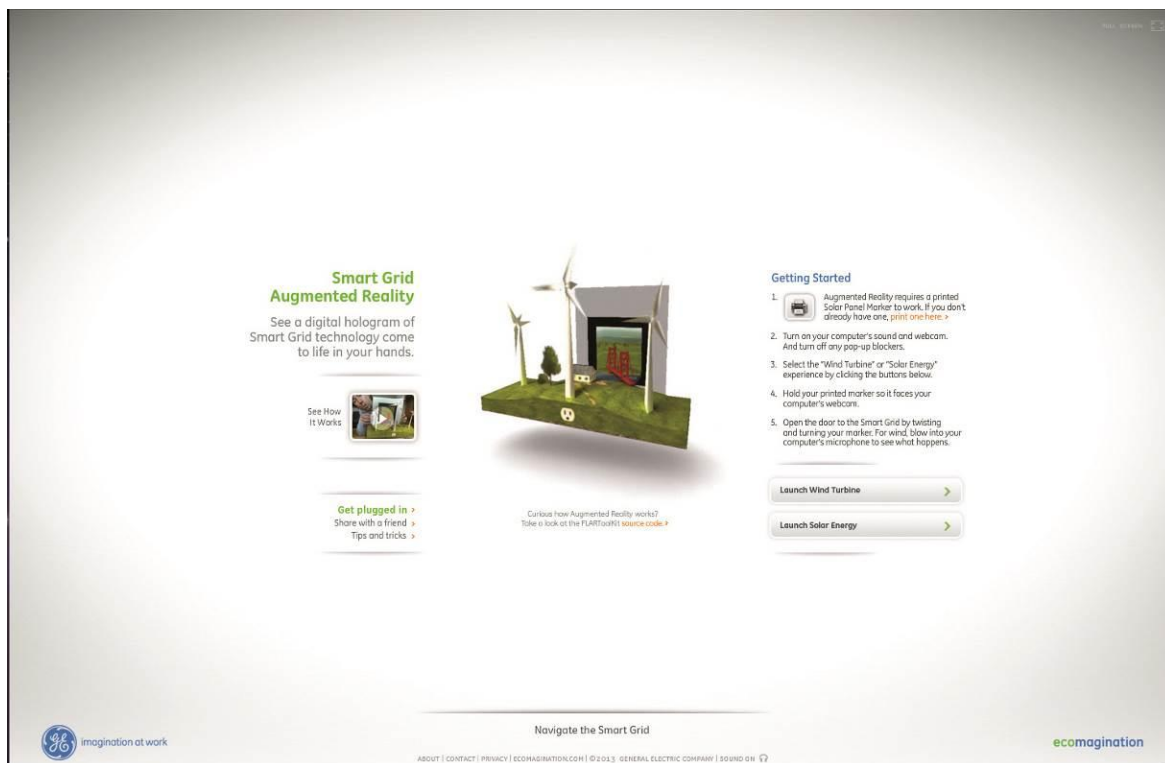 FULL SCREEN
Smart Grid
Augmented Reality
See a digital hologram of
Smart Grid technology come
to life in your hands.
See How
It Works
Get plugged in ›
Share with a friend ›
Tips and tricks ›
Curious how Augmented Reality works?
Take a look at the FLARToolKit source code. ›
Getting Started
1. Augmented Reality requires a printed
Solar Panel Marker to work. If you don't
already have one, print one here. ›
2. Turn on your computer's sound and webcam.
And turn off any pop-up blockers.
3. Select the "Wind Turbine" or "Solar Energy"
experience by clicking the buttons below.
4. Hold your printed marker so it faces your
computer's webcam.
5. Open the door to the Smart Grid by twisting
and turning your marker. For wind, blow into your
computer's microphone to see what happens.
Launch Wind Turbine
Launch Solar Energy
Navigate the Smart Grid
GE imagination at work
ecomagination
ABOUT | CONTACT | PRIVACY | ECOMAGINATION.COM | ©2013 GENERAL ELECTRIC COMPANY | SOUND ON